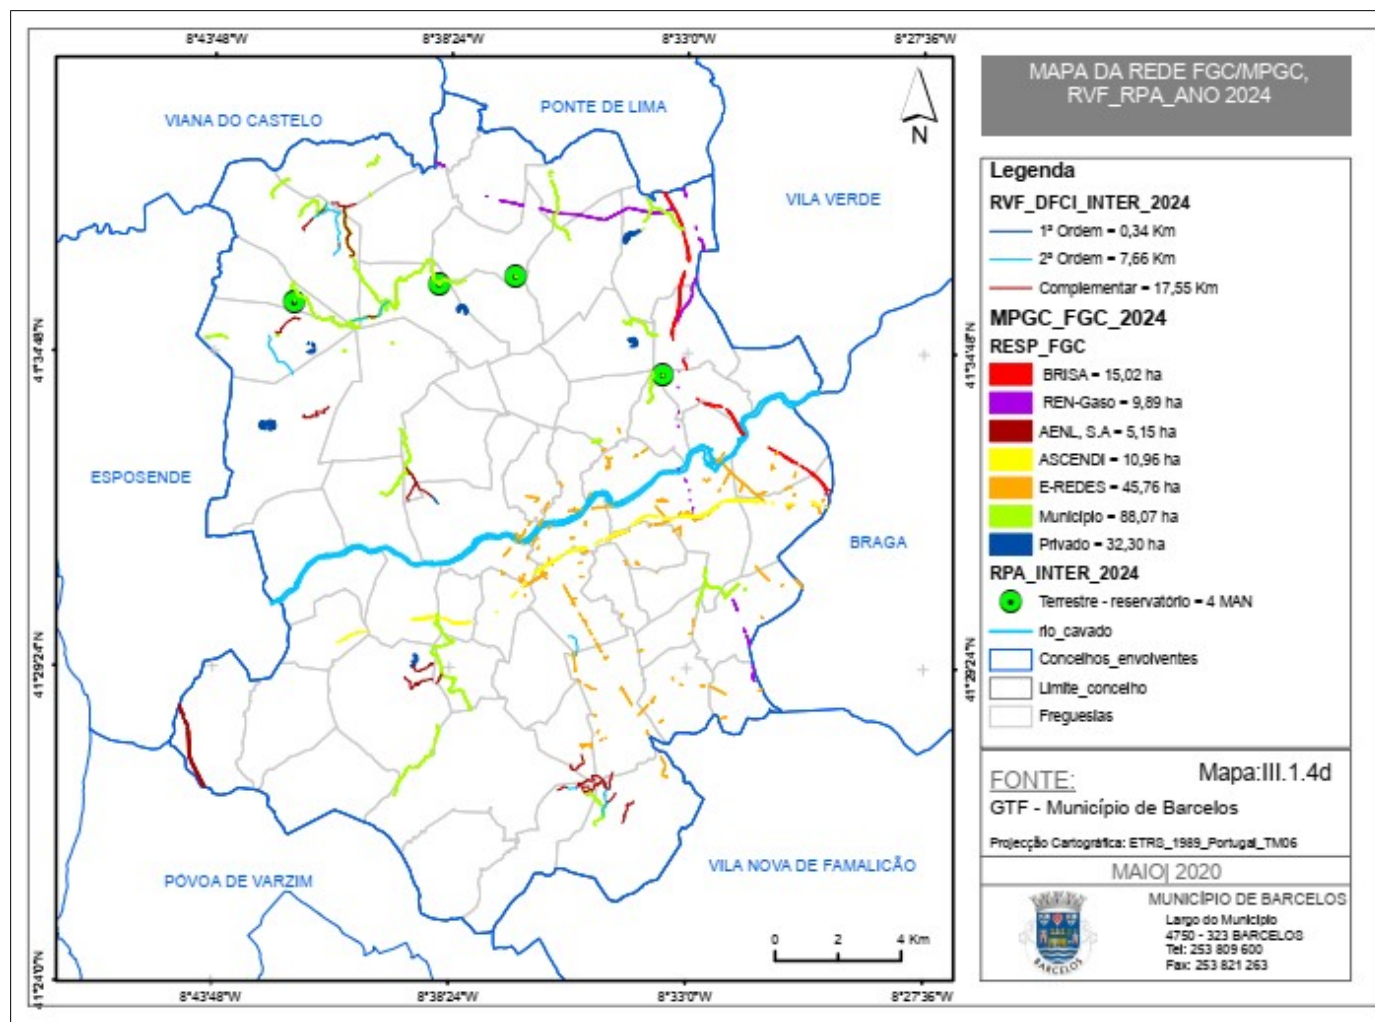 8°43'48"W
8°38'24"W
8°33'0"W
8°27'36"W
MAPA DA REDE FGC/MPGC,
RVF_RPA_ANO 2024
PONTE DE LIMA
VIANA DO CASTELO
N
VILA VERDE
Legenda
RVF_DFCI_INTER_2024
1ª Ordem = 0,34 Km
2ª Ordem = 7,66 Km
Complementar = 17,55 Km
MPGC_FGC_2024
RESP_FGC
BRISA = 15,02 ha
REN-Gaso = 9,89 ha
AENL, S.A = 5,15 ha
ASCENDI = 10,96 ha
E-REDES = 45,76 ha
Município = 88,07 ha
Privado = 32,30 ha
RPA_INTER_2024
Terrestre - reservatório = 4 MAN
rio_cavado
Concelhos_envolventes
Limite_concelho
Freguesias
41°34'48"N
41°34'48"N
ESPOSENDE
BRAGA
41°29'24"N
41°29'24"N
FONTE:
Mapa:III.1.4d
GTF - Município de Barcelos
Projecção Cartográfica: ETRS_1989_Portugal_TM06
MAIO| 2020
VILA NOVA DE FAMALICÃO
PÓVOA DE VARZIM
MUNICÍPIO DE BARCELOS
Largo do Município
4750 - 323 BARCELOS
Tel: 253 809 600
Fax: 253 821 263
BARCELOS
0 2 4 Km
41°24'0"N
8°43'48"W
8°38'24"W
8°33'0"W
8°27'36"W